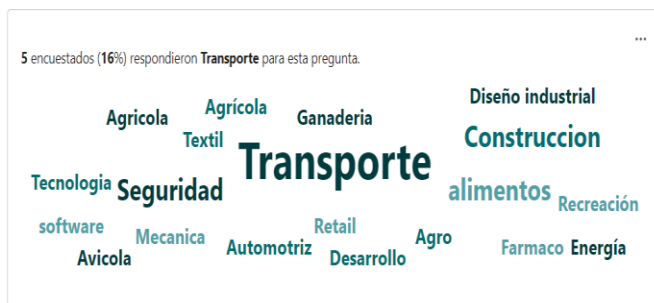 ...
5 encuestados (16%) respondieron Transporte para esta pregunta.
Diseño industrial
Agrícola
Agricola
Ganaderia
Construccion
Textil
Transporte
Tecnologia
Seguridad
alimentos
Recreación
software
Retail
Mecanica
Agro
Automotriz
Farmaco
Energía
Avicola
Desarrollo